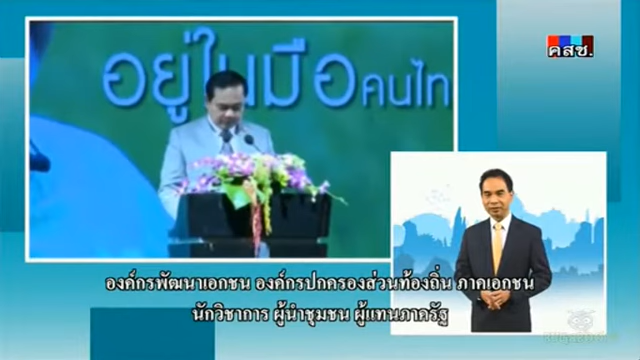 อยู่ในมือคนไท
คสช.
องค์กรพัฒนาเอกชน องค์กรปกครองส่วนท้องถิ่น ภาคเอกชน
นักวิชาการ ผู้นำชุมชน ผู้แทนภาครัฐ